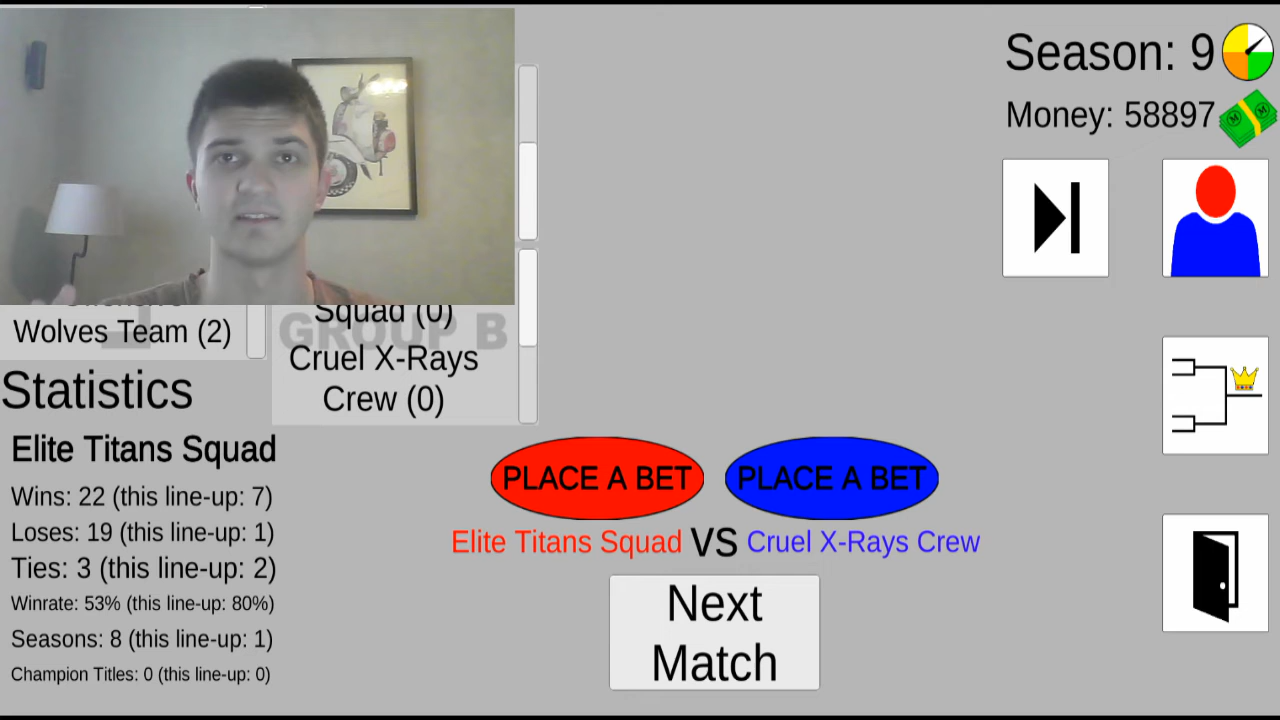 Season: 9
Money: 58897
Squad (0)
Wolves Team (2)
GROUP B
Cruel X-Rays
Crew (0)
Statistics
Elite Titans Squad
Wins: 22 (this line-up: 7)
Loses: 19 (this line-up: 1)
Ties: 3 (this line-up: 2)
Winrate: 53% (this line-up: 80%)
Seasons: 8 (this line-up: 1)
Champion Titles: 0 (this line-up: 0)
PLACE A BET
PLACE A BET
Elite Titans Squad VS Cruel X-Rays Crew
Next
Match